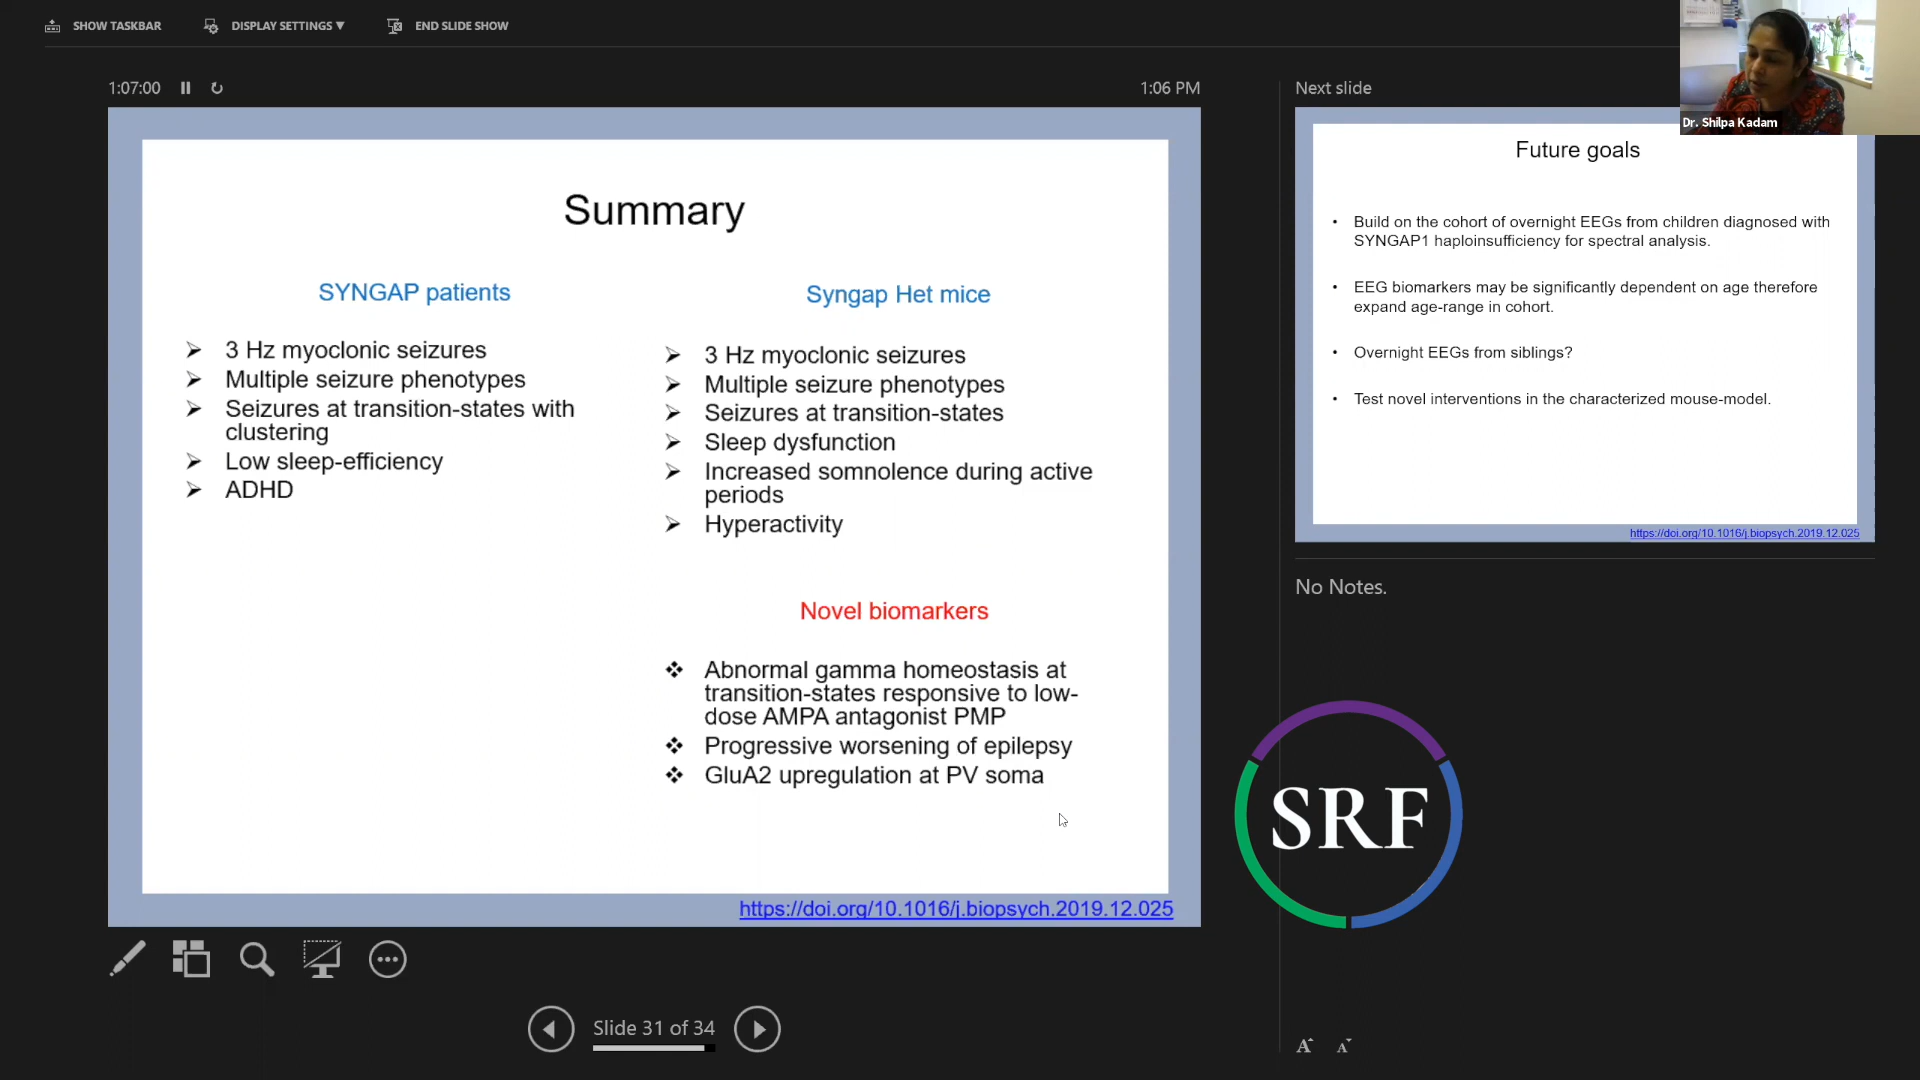 SHOW TASKBAR
DISPLAY SETTINGS ▼
END SLIDE SHOW
1:07:00
1:06 PM
Summary
SYNGAP patients
➢ 3 Hz myoclonic seizures
➢ Multiple seizure phenotypes
➢ Seizures at transition-states with
clustering
➢ Low sleep-efficiency
➢ ADHD
Syngap Het mice
➢ 3 Hz myoclonic seizures
➢ Multiple seizure phenotypes
➢ Seizures at transition-states
➢ Sleep dysfunction
➢ Increased somnolence during active
periods
➢ Hyperactivity
Novel biomarkers
❖ Abnormal gamma homeostasis at
transition-states responsive to low-
dose AMPA antagonist PMP
❖ Progressive worsening of epilepsy
❖ GluA2 upregulation at PV soma
https://doi.org/10.1016/j.biopsych.2019.12.025
Slide 31 of 34
Next slide
Dr. Shilpa Kadam
Future goals
• Build on the cohort of overnight EEGs from children diagnosed with
SYNGAP1 haploinsufficiency for spectral analysis.
• EEG biomarkers may be significantly dependent on age therefore
expand age-range in cohort.
• Overnight EEGs from siblings?
• Test novel interventions in the characterized mouse-model.
https://doi.org/10.1016/j.biopsych.2019.12.025
No Notes.
SRF
A A